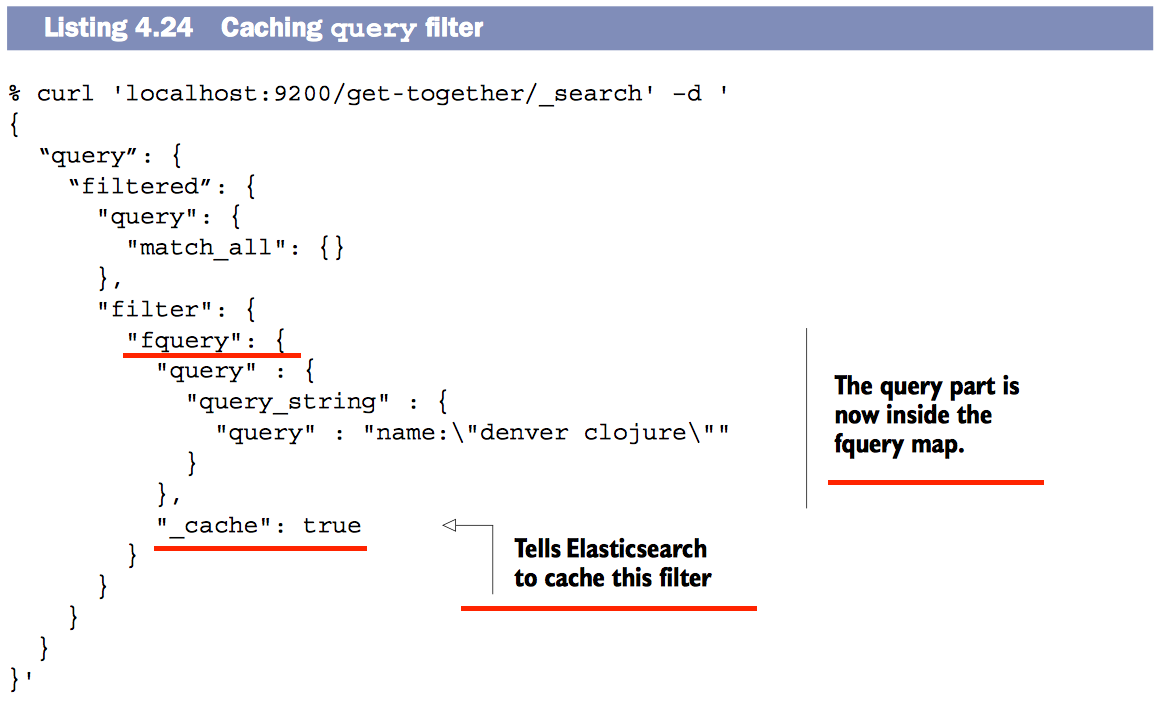 Listing 4.24 Caching query filter
% curl 'localhost:9200/get-together/_search' –d '
{
  “query”: {
    “filtered”: {
      "query": {
        "match_all": {}
      },
      "filter": {
        "fquery": {
          "query" : {
            "query_string" : {
              "query" : "name:\"denver clojure\""
            }
          },
          "_cache": true
        }
      }
    }
  }
}'
The query part is
now inside the
fquery map.
Tells Elasticsearch
to cache this filter